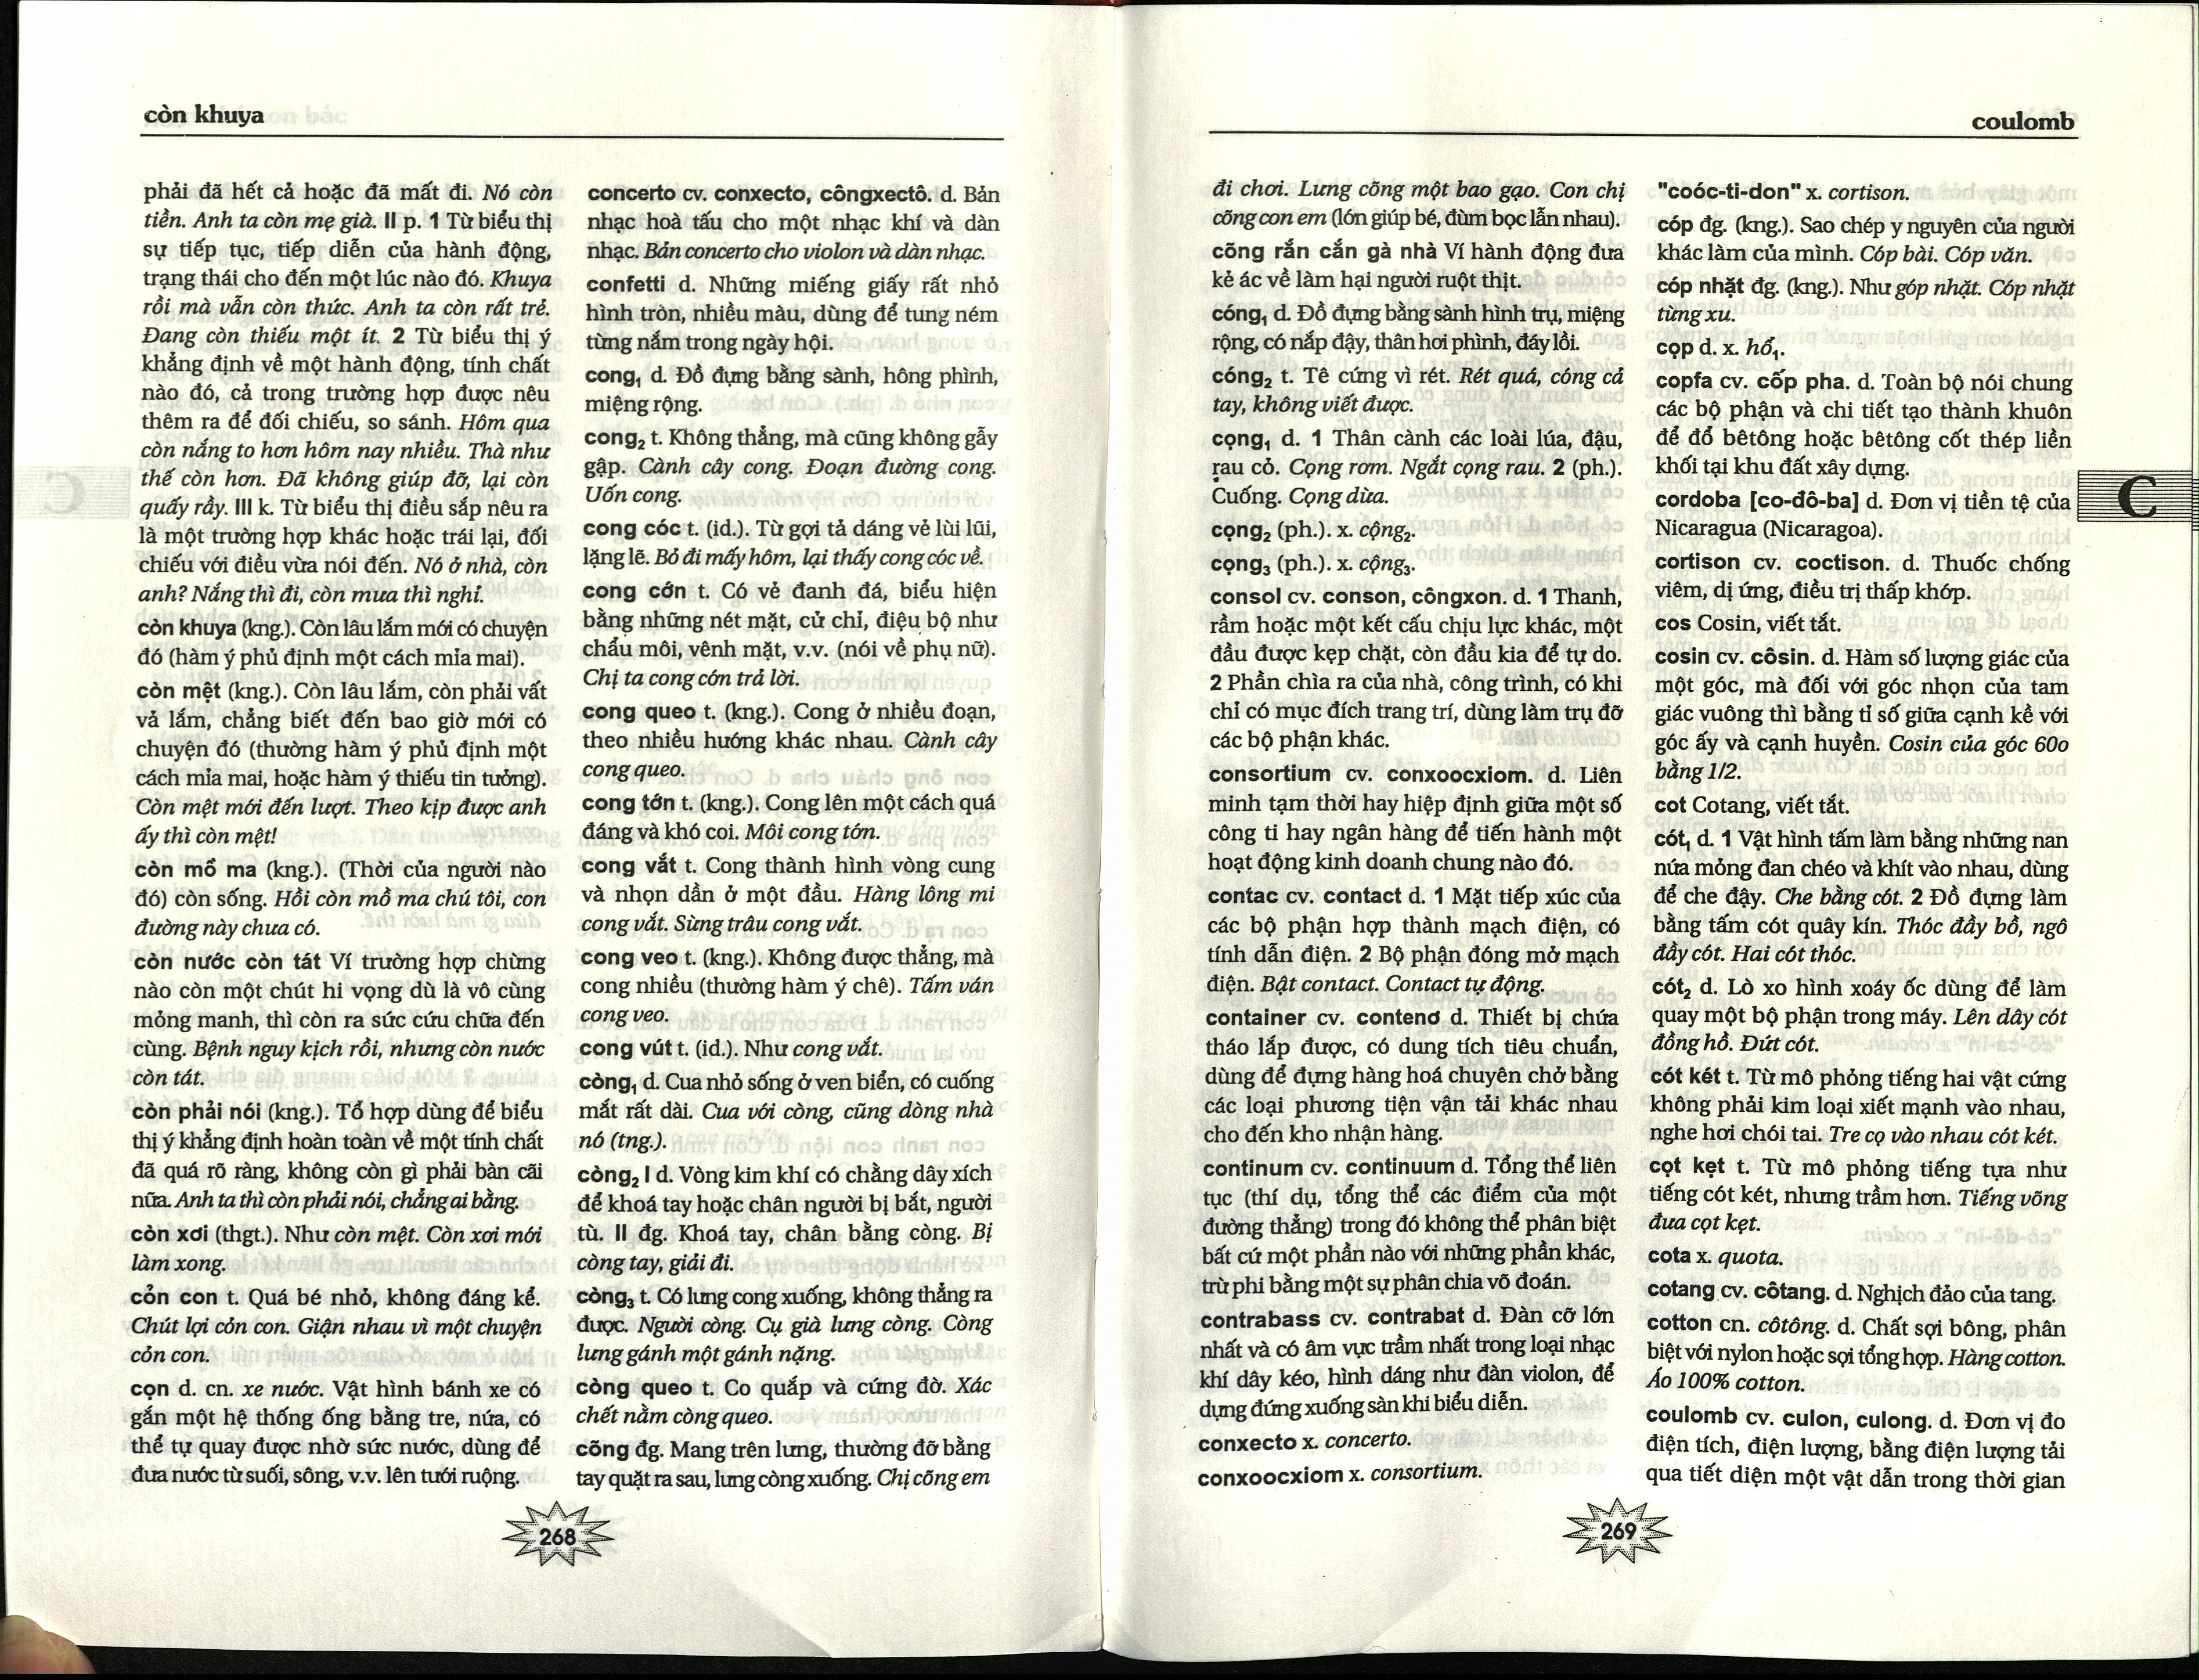 còn khuya
phải đã hết cả hoặc đã mất đi. Nó còn
tiền. Anh ta còn mẹ già. II p. 1 Từ biểu thị
sự tiếp tục, tiếp diễn của hành động,
trạng thái cho đến một lúc nào đó. Khuya
rồi mà vẫn còn thức. Anh ta còn rất trẻ.
Đang còn thiếu một ít. 2 Từ biểu thị ý
khẳng định về một hành động, tính chất
nào đó, cả trong trường hợp được nêu
thêm ra để đối chiếu, so sánh. Hôm qua
còn nắng to hơn hôm nay nhiều. Thà như
thế còn hơn. Đã không giúp đỡ, lại còn
quấy rầy. III k. Từ biểu thị điều sắp nêu ra
là một trường hợp khác hoặc trái lại, đối
chiếu với điều vừa nói đến. Nó ở nhà, còn
anh? Nắng thì đi, còn mưa thì nghỉ.
còn khuya (kng.). Còn lâu lắm mới có chuyện
đó (hàm ý phủ định một cách mỉa mai).
còn mệt (kng.). Còn lâu lắm, còn phải vất
vả lắm, chẳng biết đến bao giờ mới có
chuyện đó (thường hàm ý phủ định một
cách mỉa mai, hoặc hàm ý thiếu tin tưởng).
Còn mệt mới đến lượt. Theo kịp được anh
ấy thì còn mệt!
còn mồ ma (kng.). (Thời của người nào
đó) còn sống. Hồi còn mồ ma chú tôi, con
đường này chưa có.
còn nước còn tát Ví trường hợp chừng
nào còn một chút hi vọng dù là vô cùng
mỏng manh, thì còn ra sức cứu chữa đến
cùng. Bệnh nguy kịch rồi, nhưng còn nước
còn tát.
còn phải nói (kng.). Tổ hợp dùng để biểu
thị ý khẳng định hoàn toàn về một tính chất
đã quá rõ ràng, không còn gì phải bàn cãi
nữa. Anh ta thì còn phải nói, chẳng ai bằng.
còn xơi (thgt.). Như còn mệt. Còn xơi mới
làm xong.
cỏn con t. Quá bé nhỏ, không đáng kể.
Chút lợi cỏn con. Giận nhau vì một chuyện
cỏn con.
cọn d. cn. xe nước. Vật hình bánh xe có
gắn một hệ thống ống bằng tre, nứa, có
thể tự quay được nhờ sức nước, dùng để
đưa nước từ suối, sông, v.v. lên tưới ruộng.
concerto cv. conxecto, côngxectô. d. Bản
nhạc hoà tấu cho một nhạc khí và dàn
nhạc. Bản concerto cho violon và dàn nhạc.
confetti d. Những miếng giấy rất nhỏ
hình tròn, nhiều màu, dùng để tung ném
từng nắm trong ngày hội.
cong₁ d. Đồ đựng bằng sành, hông phình,
miệng rộng.
cong₂ t. Không thẳng, mà cũng không gẫy
gập. Cành cây cong. Đoạn đường cong.
Uốn cong.
cong cóc t. (id.). Từ gợi tả dáng vẻ lùi lũi,
lặng lẽ. Bỏ đi mấy hôm, lại thấy cong cóc về.
cong cớn t. Có vẻ đanh đá, biểu hiện
bằng những nét mặt, cử chỉ, điệu bộ như
chẩu môi, vênh mặt, v.v. (nói về phụ nữ).
Chị ta cong cớn trả lời.
cong queo t. (kng.). Cong ở nhiều đoạn,
theo nhiều hướng khác nhau. Cành cây
cong queo.
cong tớn t. (kng.). Cong lên một cách quá
đáng và khó coi. Môi cong tớn.
cong vắt t. Cong thành hình vòng cung
và nhọn dần ở một đầu. Hàng lông mi
cong vắt. Sừng trâu cong vắt.
cong veo t. (kng.). Không được thẳng, mà
cong nhiều (thường hàm ý chê). Tấm ván
cong veo.
cong vút t. (id.). Như cong vắt.
còng₁ d. Cua nhỏ sống ở ven biển, có cuống
mắt rất dài. Cua với còng, cũng dòng nhà
nó (tng.).
còng₂ I d. Vòng kim khí có chằng dây xích
để khoá tay hoặc chân người bị bắt, người
tù. II đg. Khoá tay, chân bằng còng. Bị
còng tay, giải đi.
còng₃ t. Có lưng cong xuống, không thẳng ra
được. Người còng. Cụ già lưng còng. Còng
lưng gánh một gánh nặng.
còng queo t. Co quắp và cứng đờ. Xác
chết nằm còng queo.
cõng đg. Mang trên lưng, thường đỡ bằng
tay quặt ra sau, lưng còng xuống. Chị cõng em
268
coulomb
đi chơi. Lưng cõng một bao gạo. Con chị
cõng con em (lớn giúp bé, đùm bọc lẫn nhau).
cõng rắn cắn gà nhà Ví hành động đưa
kẻ ác về làm hại người ruột thịt.
cóng₁ d. Đồ đựng bằng sành hình trụ, miệng
rộng, có nắp đậy, thân hơi phình, đáy lồi.
cóng₂ t. Tê cứng vì rét. Rét quá, cóng cả
tay, không viết được.
cọng₁ d. 1 Thân cành các loài lúa, đậu,
rau cỏ. Cọng rơm. Ngắt cọng rau. 2 (ph.).
Cuống. Cọng dừa.
cọng₂ (ph.). x. cộng₂.
cọng₃ (ph.). x. cộng₃.
consol cv. conson, côngxon. d. 1 Thanh,
rầm hoặc một kết cấu chịu lực khác, một
đầu được kẹp chặt, còn đầu kia để tự do.
2 Phần chìa ra của nhà, công trình, có khi
chỉ có mục đích trang trí, dùng làm trụ đỡ
các bộ phận khác.
consortium cv. conxoocxiom. d. Liên
minh tạm thời hay hiệp định giữa một số
công ti hay ngân hàng để tiến hành một
hoạt động kinh doanh chung nào đó.
contac cv. contact d. 1 Mặt tiếp xúc của
các bộ phận hợp thành mạch điện, có
tính dẫn điện. 2 Bộ phận đóng mở mạch
điện. Bật contact. Contact tự động.
container cv. contenơ d. Thiết bị chứa
tháo lắp được, có dung tích tiêu chuẩn,
dùng để đựng hàng hoá chuyên chở bằng
các loại phương tiện vận tải khác nhau
cho đến kho nhận hàng.
continum cv. continuum d. Tổng thể liên
tục (thí dụ, tổng thể các điểm của một
đường thẳng) trong đó không thể phân biệt
bất cứ một phần nào với những phần khác,
trừ phi bằng một sự phân chia võ đoán.
contrabass cv. contrabat d. Đàn cỡ lớn
nhất và có âm vực trầm nhất trong loại nhạc
khí dây kéo, hình dáng như đàn violon, để
dựng đứng xuống sàn khi biểu diễn.
conxecto x. concerto.
conxoocxiom x. consortium.
"coóc-ti-don" x. cortison.
cóp đg. (kng.). Sao chép y nguyên của người
khác làm của mình. Cóp bài. Cóp văn.
cóp nhặt đg. (kng.). Như góp nhặt. Cóp nhặt
từng xu.
cọp d. x. hổ₁.
copfa cv. cốp pha. d. Toàn bộ nói chung
các bộ phận và chi tiết tạo thành khuôn
để đổ bêtông hoặc bêtông cốt thép liền
khối tại khu đất xây dựng.
cordoba [co-đô-ba] d. Đơn vị tiền tệ của
Nicaragua (Nicaragoa).
cortison cv. coctison. d. Thuốc chống
viêm, dị ứng, điều trị thấp khớp.
cos Cosin, viết tắt.
cosin cv. côsin. d. Hàm số lượng giác của
một góc, mà đối với góc nhọn của tam
giác vuông thì bằng tỉ số giữa cạnh kề với
góc ấy và cạnh huyền. Cosin của góc 60o
bằng 1/2.
cot Cotang, viết tắt.
cót₁ d. 1 Vật hình tấm làm bằng những nan
nứa mỏng đan chéo và khít vào nhau, dùng
để che đậy. Che bằng cót. 2 Đồ đựng làm
bằng tấm cót quây kín. Thóc đầy bồ, ngô
đầy cót. Hai cót thóc.
cót₂ d. Lò xo hình xoáy ốc dùng để làm
quay một bộ phận trong máy. Lên dây cót
đồng hồ. Đứt cót.
cót két t. Từ mô phỏng tiếng hai vật cứng
không phải kim loại xiết mạnh vào nhau,
nghe hơi chói tai. Tre cọ vào nhau cót két.
cọt kẹt t. Từ mô phỏng tiếng tựa như
tiếng cót két, nhưng trầm hơn. Tiếng võng
đưa cọt kẹt.
cota x. quota.
cotang cv. côtang. d. Nghịch đảo của tang.
cotton cn. côtông. d. Chất sợi bông, phân
biệt với nylon hoặc sợi tổng hợp. Hàng cotton.
Áo 100% cotton.
coulomb cv. culon, culong. d. Đơn vị đo
điện tích, điện lượng, bằng điện lượng tải
qua tiết diện một vật dẫn trong thời gian
C
269